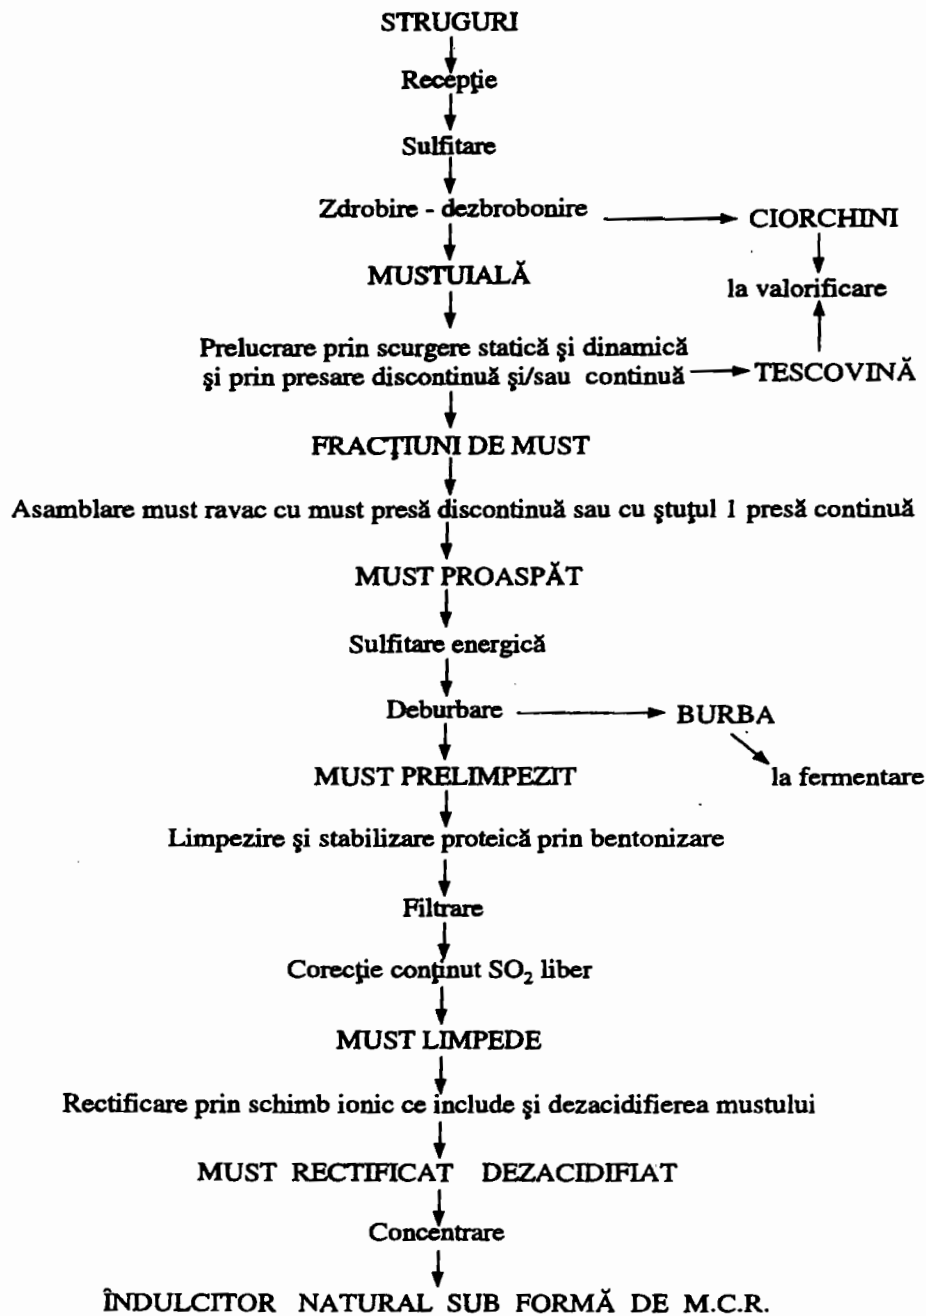 STRUGURI
Recepţie
Sulfitare
Zdrobire - dezbrobonire
CIORCHINI
MUSTUIALĂ
la valorificare
Prelucrare prin scurgere statică şi dinamică
şi prin presare discontinuă şi/sau continuă
TESCOVINĂ
FRACŢIUNI DE MUST
Asamblare must ravac cu must presă discontinuă sau cu ştuţul 1 presă continuă
MUST PROASPĂT
Sulfitare energică
Deburbare
BURBA
MUST PRELIMPEZIT
la fermentare
Limpezire şi stabilizare proteică prin bentonizare
Filtrare
Corecţie conţinut SO₂ liber
MUST LIMPEDE
Rectificare prin schimb ionic ce include şi dezacidifierea mustului
MUST RECTIFICAT DEZACIDIFIAT
Concentrare
ÎNDULCITOR NATURAL SUB FORMĂ DE M.C.R.